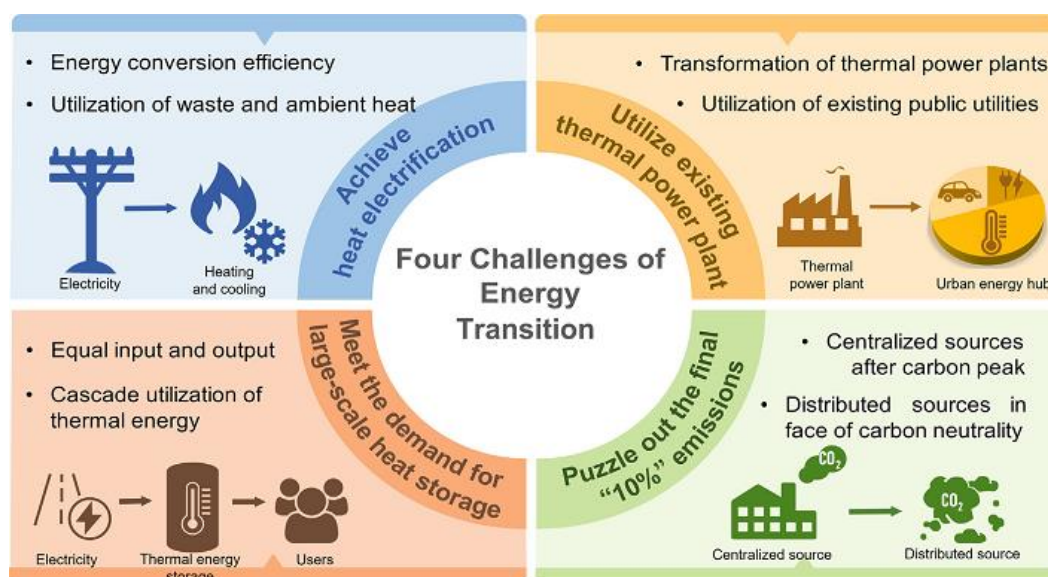 • Energy conversion efficiency
• Utilization of waste and ambient heat
Electricity
Heating
and cooling
Achieve
heat electrification
• Transformation of thermal power plants
• Utilization of existing public utilities
Thermal
power plant
Urban energy hub
Utilize existing
thermal power plant
Four Challenges of
Energy
Transition
• Equal input and output
• Cascade utilization of
thermal energy
Electricity
Thermal energy
storage
Users
Meet the demand for
large-scale heat storage
• Centralized sources
after carbon peak
• Distributed sources in
face of carbon neutrality
CO₂
CO₂
Centralized source
Distributed source
Puzzle out the final
“10%” emissions